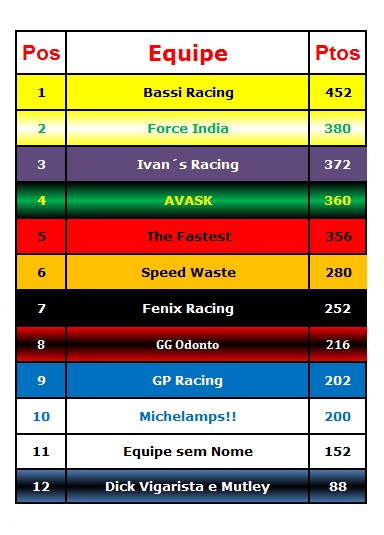 Pos Equipe Ptos
1 Bassi Racing 452
2 Force India 380
3 Ivan´s Racing 372
4 AVASK 360
5 The Fastest 356
6 Speed Waste 280
7 Fenix Racing 252
8 GG Odonto 216
9 GP Racing 202
10 Michelamps!! 200
11 Equipe sem Nome 152
12 Dick Vigarista e Mutley 88